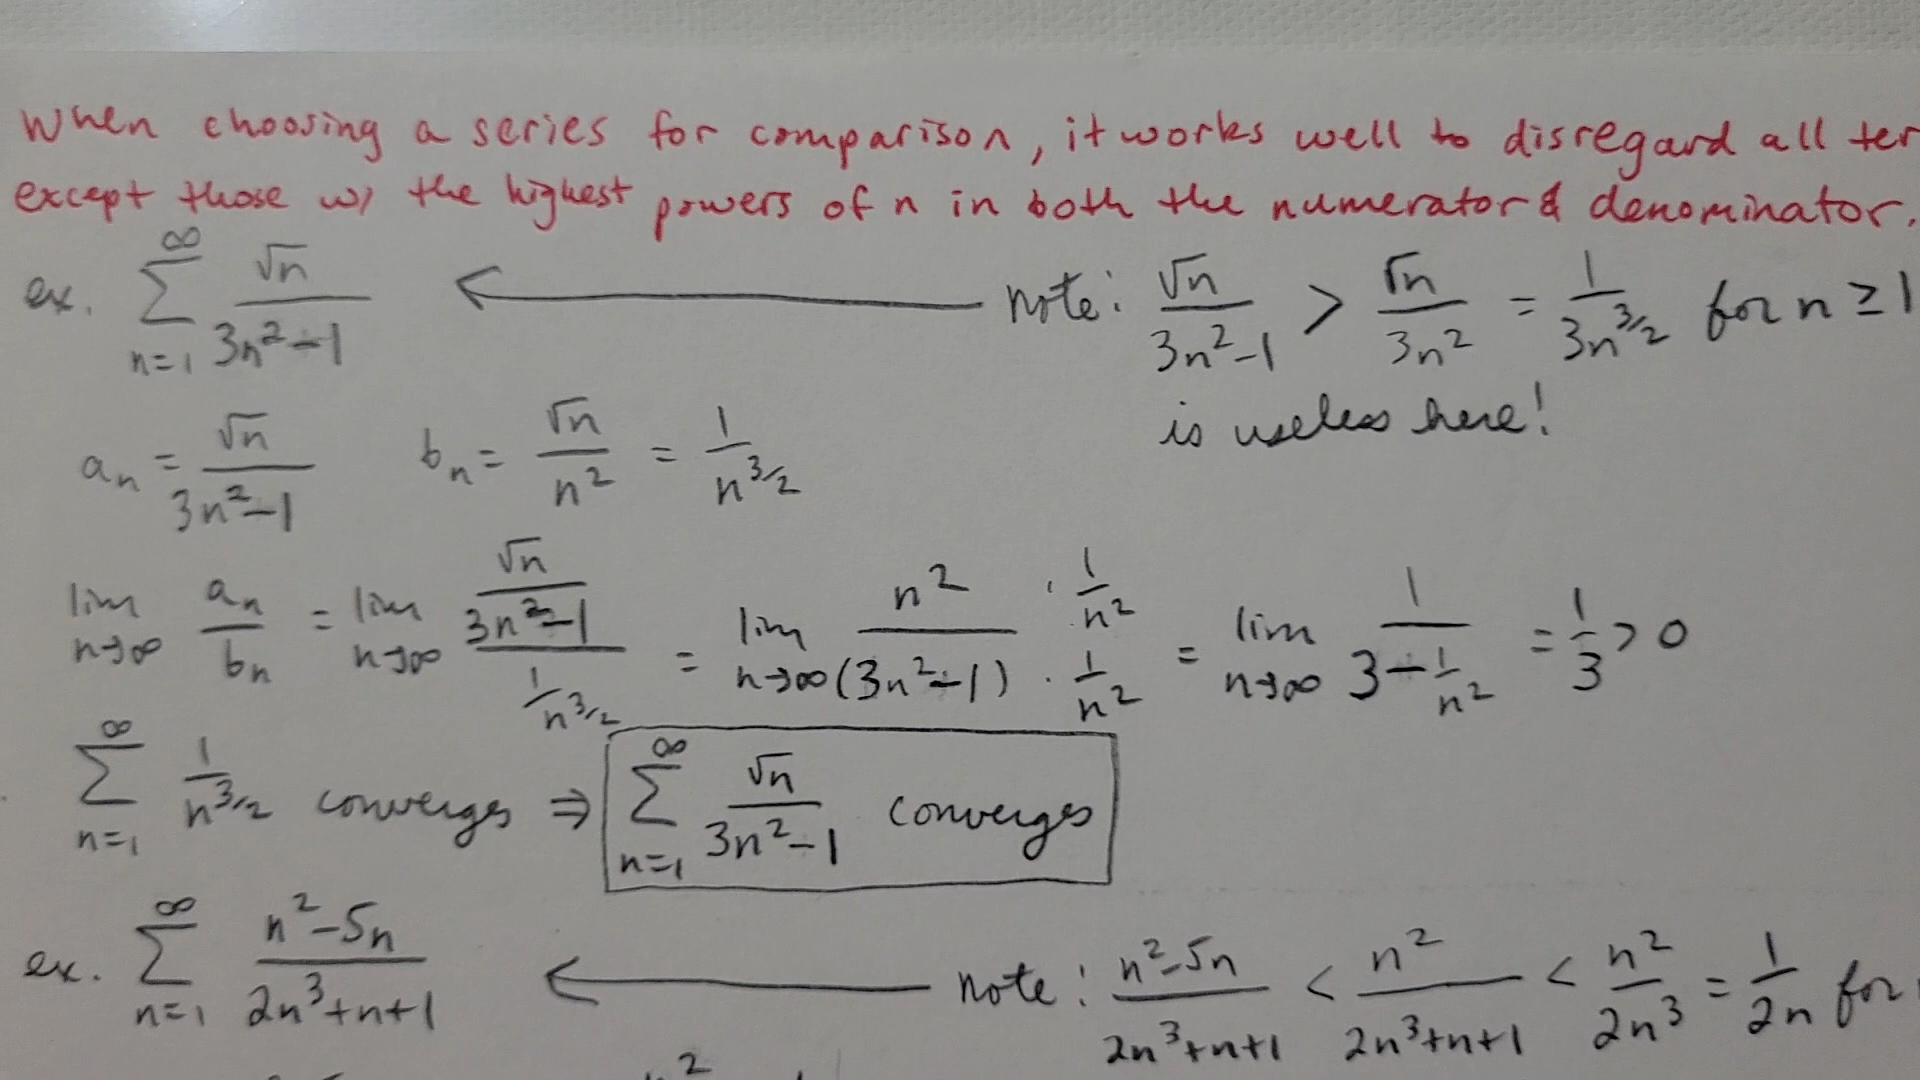 When choosing a series for comparison, it works well to disregard all ter
except those w/ the highest powers of n in both the numerator & denominator.
ex. ∑_{n=1}^{∞} √n/(3n²-1) ← note: √n/(3n²-1) > √n/(3n²) = 1/(3n^{3/2}) for n ≥ 1
is useless here!
a_n = √n/(3n²-1) b_n = √n/n² = 1/n^{3/2}
lim_{n→∞} a_n/b_n = lim_{n→∞} (√n/(3n²-1))/(1/n^{3/2}) = lim_{n→∞} n²/(3n²-1) · (1/n²)/(1/n²) = lim_{n→∞} 1/(3-1/n²) = 1/3 > 0
∑_{n=1}^{∞} 1/n^{3/2} converges ⇒ ∑_{n=1}^{∞} √n/(3n²-1) converges
ex. ∑_{n=1}^{∞} (n²-5n)/(2n³+n+1) ← note: (n²-5n)/(2n³+n+1) < n²/(2n³+n+1) < n²/(2n³) = 1/(2n) for